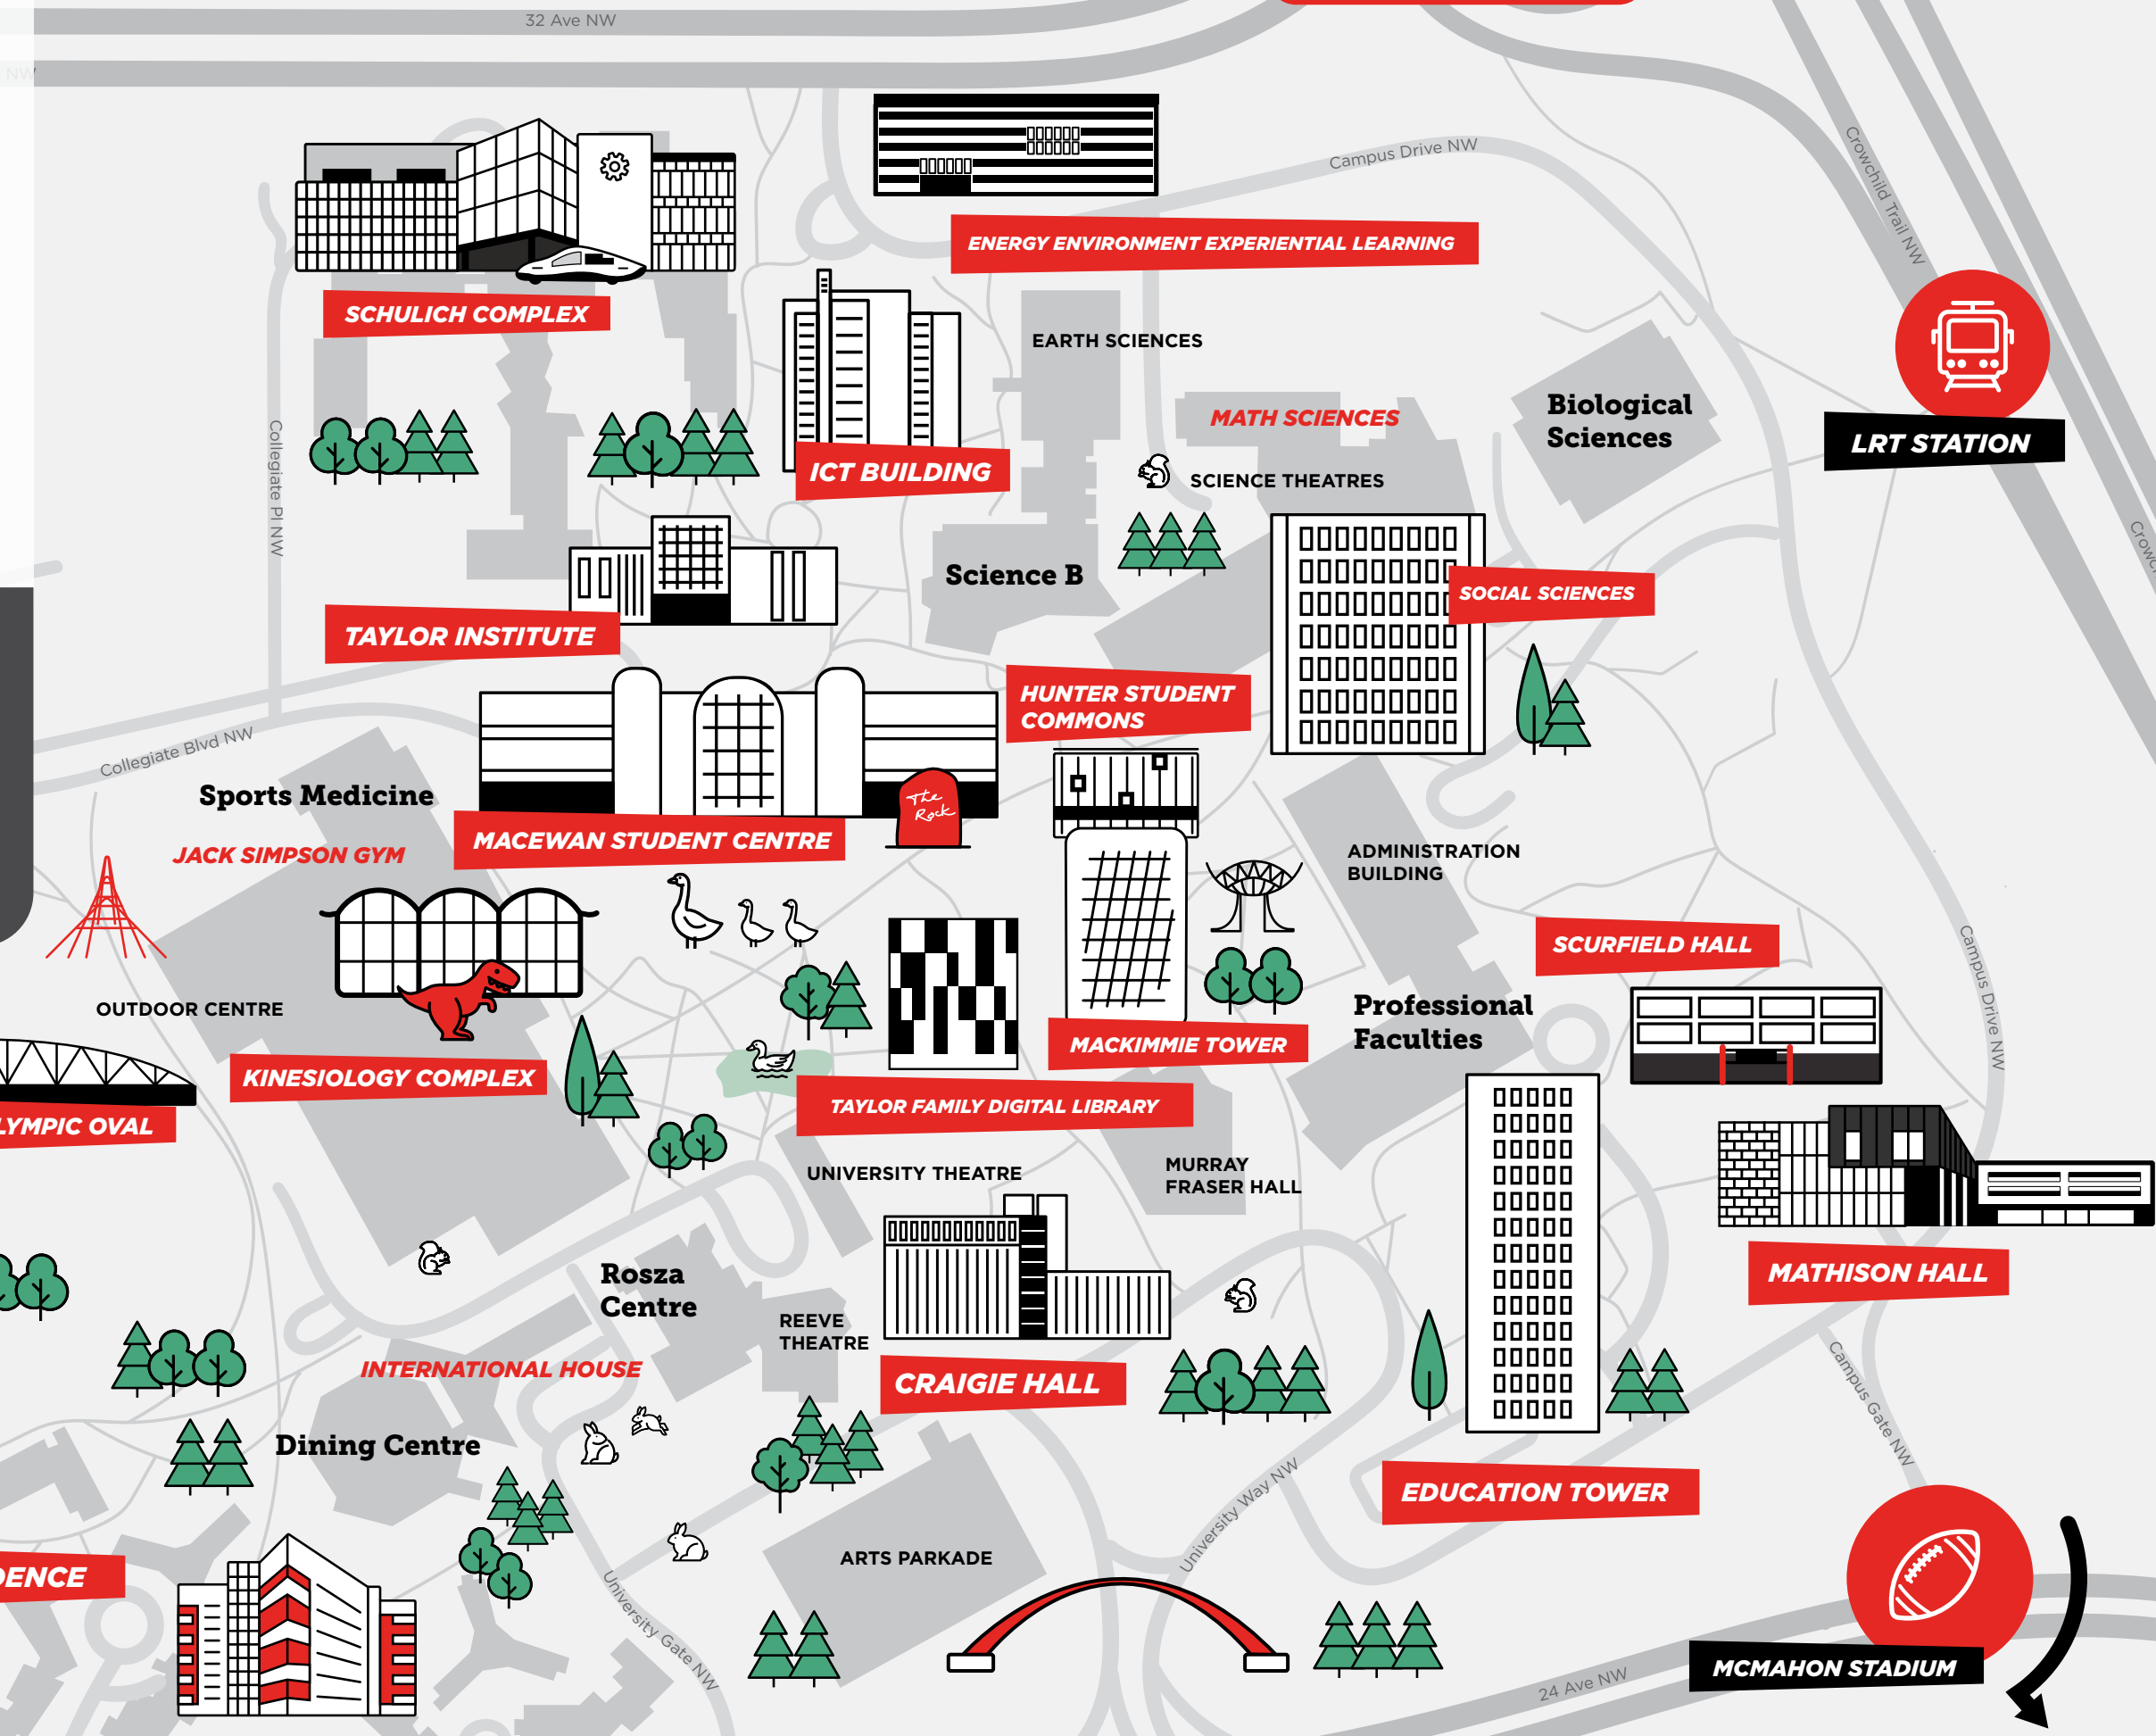 32 Ave NW
NW
Campus Drive NW
Crowchild Trail NW
ENERGY ENVIRONMENT EXPERIENTIAL LEARNING
SCHULICH COMPLEX
EARTH SCIENCES
MATH SCIENCES
Biological
Sciences
LRT STATION
ICT BUILDING
SCIENCE THEATRES
Collegiate Pl NW
Crowc
Science B
SOCIAL SCIENCES
TAYLOR INSTITUTE
HUNTER STUDENT
COMMONS
Collegiate Blvd NW
Sports Medicine
The
Rock
MACEWAN STUDENT CENTRE
JACK SIMPSON GYM
ADMINISTRATION
BUILDING
SCURFIELD HALL
Campus Drive NW
OUTDOOR CENTRE
Professional
Faculties
MACKIMMIE TOWER
KINESIOLOGY COMPLEX
TAYLOR FAMILY DIGITAL LIBRARY
LYMPIC OVAL
UNIVERSITY THEATRE
MURRAY
FRASER HALL
MATHISON HALL
Rosza
Centre
REEVE
THEATRE
INTERNATIONAL HOUSE
CRAIGIE HALL
Campus Gate NW
Dining Centre
EDUCATION TOWER
University Way NW
ARTS PARKADE
DENCE
University Gate NW
MCMAHON STADIUM
24 Ave NW